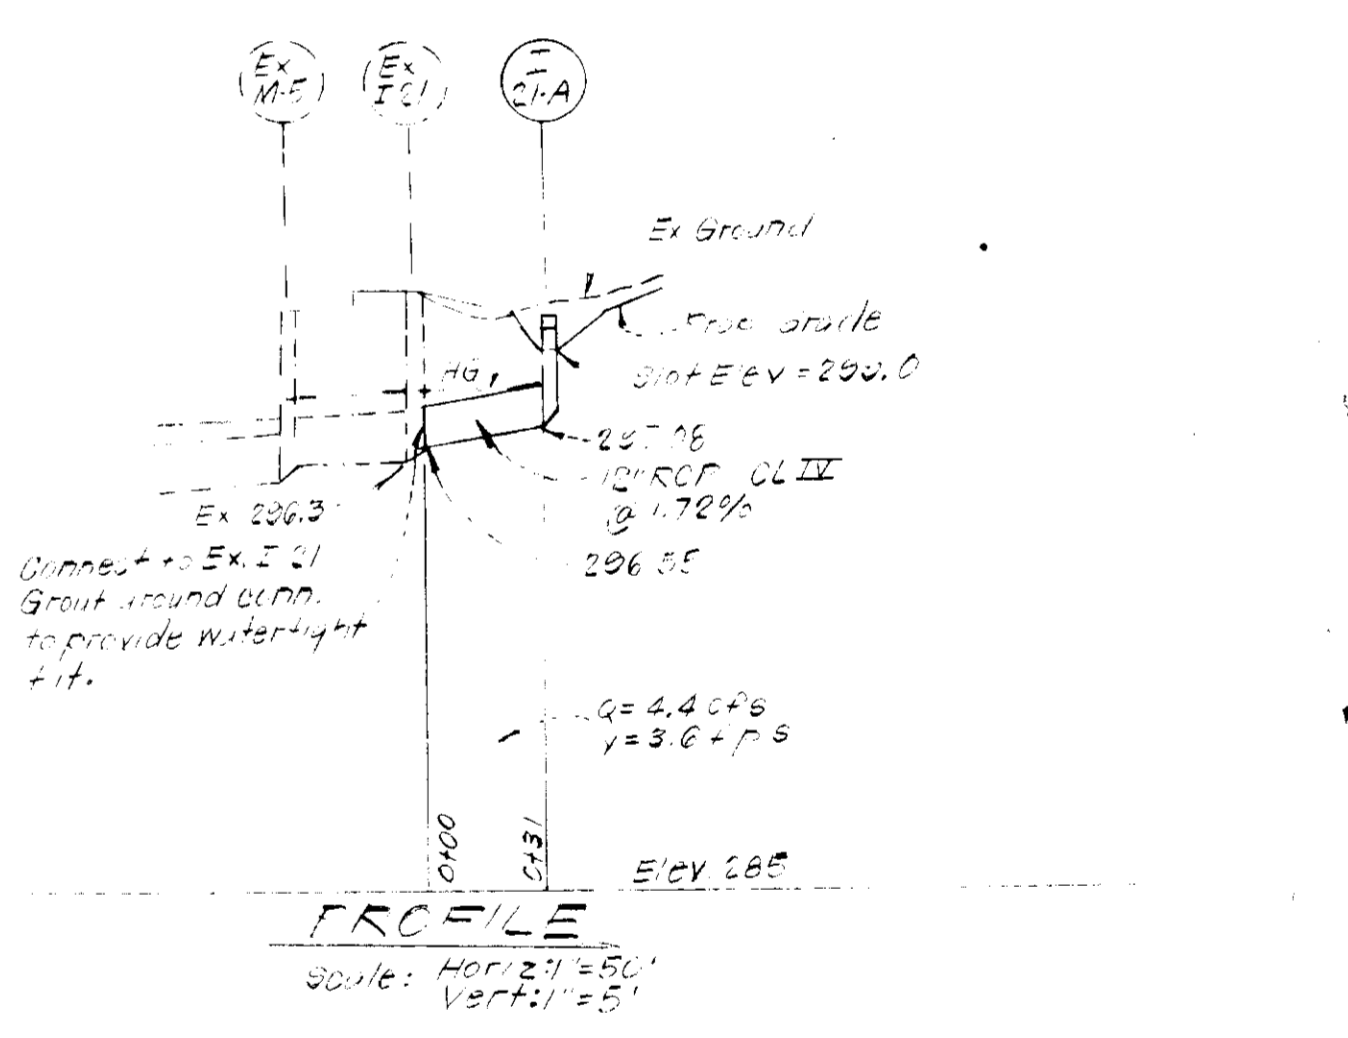 Ex
M-5
Ex
I 21
I
21-A
Ex Ground
Prop Grade
HG
Slot Elev = 299.0
297.08
12" RCP CL IV
@ 1.72%
Ex 296.3
296.55
Connect to Ex. I 21
Grout around conn.
to provide watertight
fit.
Q = 4.4 cfs
v = 3.6 fps
0+00
0+31
Elev. 285
PROFILE
Scale: Horiz: 1" = 50'
Vert: 1" = 5'